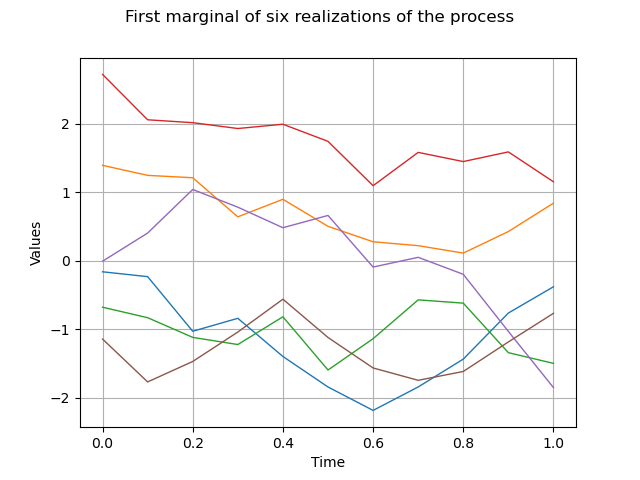 First marginal of six realizations of the process
Values
2
1
0
−1
−2
0.0 0.2 0.4 0.6 0.8 1.0
Time